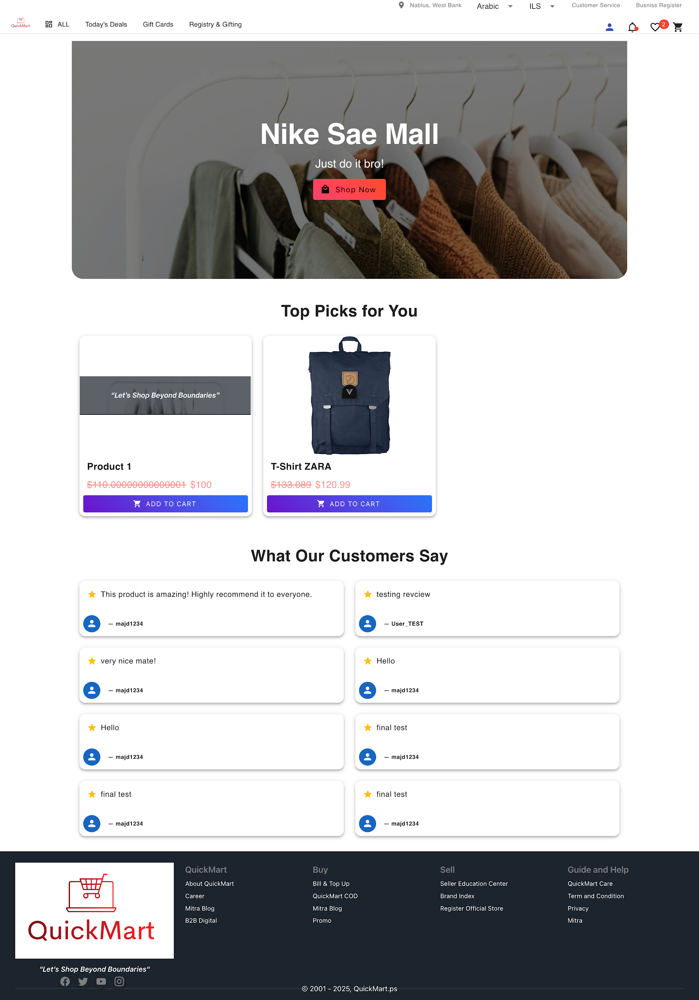 Nablus, West Bank
Arabic
ILS
Customer Service
Busniss Register
QuickMart
ALL
Today's Deals
Gift Cards
Registry & Gifting
2
Nike Sae Mall
Just do it bro!
Shop Now
Top Picks for You
“Let’s Shop Beyond Boundaries”
Product 1
$110.00000000000001 $100
ADD TO CART
T-Shirt ZARA
$133.089 $120.99
ADD TO CART
What Our Customers Say
This product is amazing! Highly recommend it to everyone.
— majd1234
testing revciew
— User_TEST
very nice mate!
— majd1234
Hello
— majd1234
Hello
— majd1234
final test
— majd1234
final test
— majd1234
final test
— majd1234
QuickMart
"Let’s Shop Beyond Boundaries"
QuickMart
About QuickMart
Career
Mitra Blog
B2B Digital
Buy
Bill & Top Up
QuickMart COD
Mitra Blog
Promo
Sell
Seller Education Center
Brand Index
Register Official Store
Guide and Help
QuickMart Care
Term and Condition
Privacy
Mitra
© 2001 - 2025, QuickMart.ps